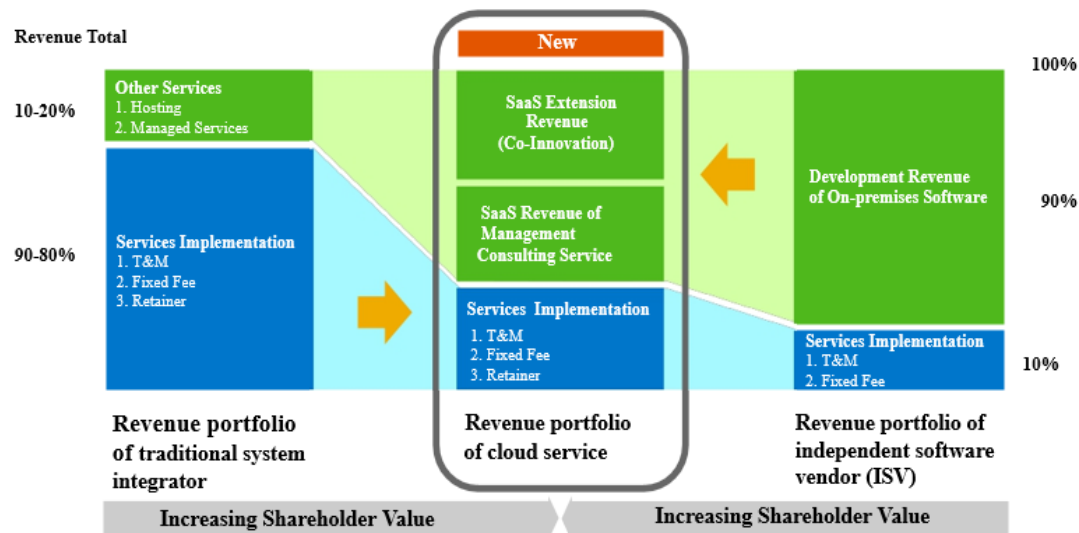 Revenue Total
10-20%
90-80%
Other Services
1. Hosting
2. Managed Services
Services Implementation
1. T&M
2. Fixed Fee
3. Retainer
Revenue portfolio
of traditional system
integrator
New
SaaS Extension
Revenue
(Co-Innovation)
SaaS Revenue of
Management
Consulting Service
Services Implementation
1. T&M
2. Fixed Fee
3. Retainer
Revenue portfolio
of cloud service
Development Revenue
of On-premises Software
Services Implementation
1. T&M
2. Fixed Fee
Revenue portfolio of
independent software
vendor (ISV)
100%
90%
10%
Increasing Shareholder Value
Increasing Shareholder Value